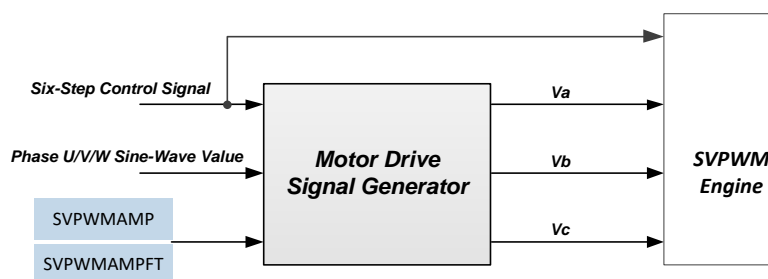 Six-Step Control Signal
Phase U/V/W Sine-Wave Value
SVPWMAMP
SVPWMAMPFT
Motor Drive
Signal Generator
Va
Vb
Vc
SVPWM
Engine